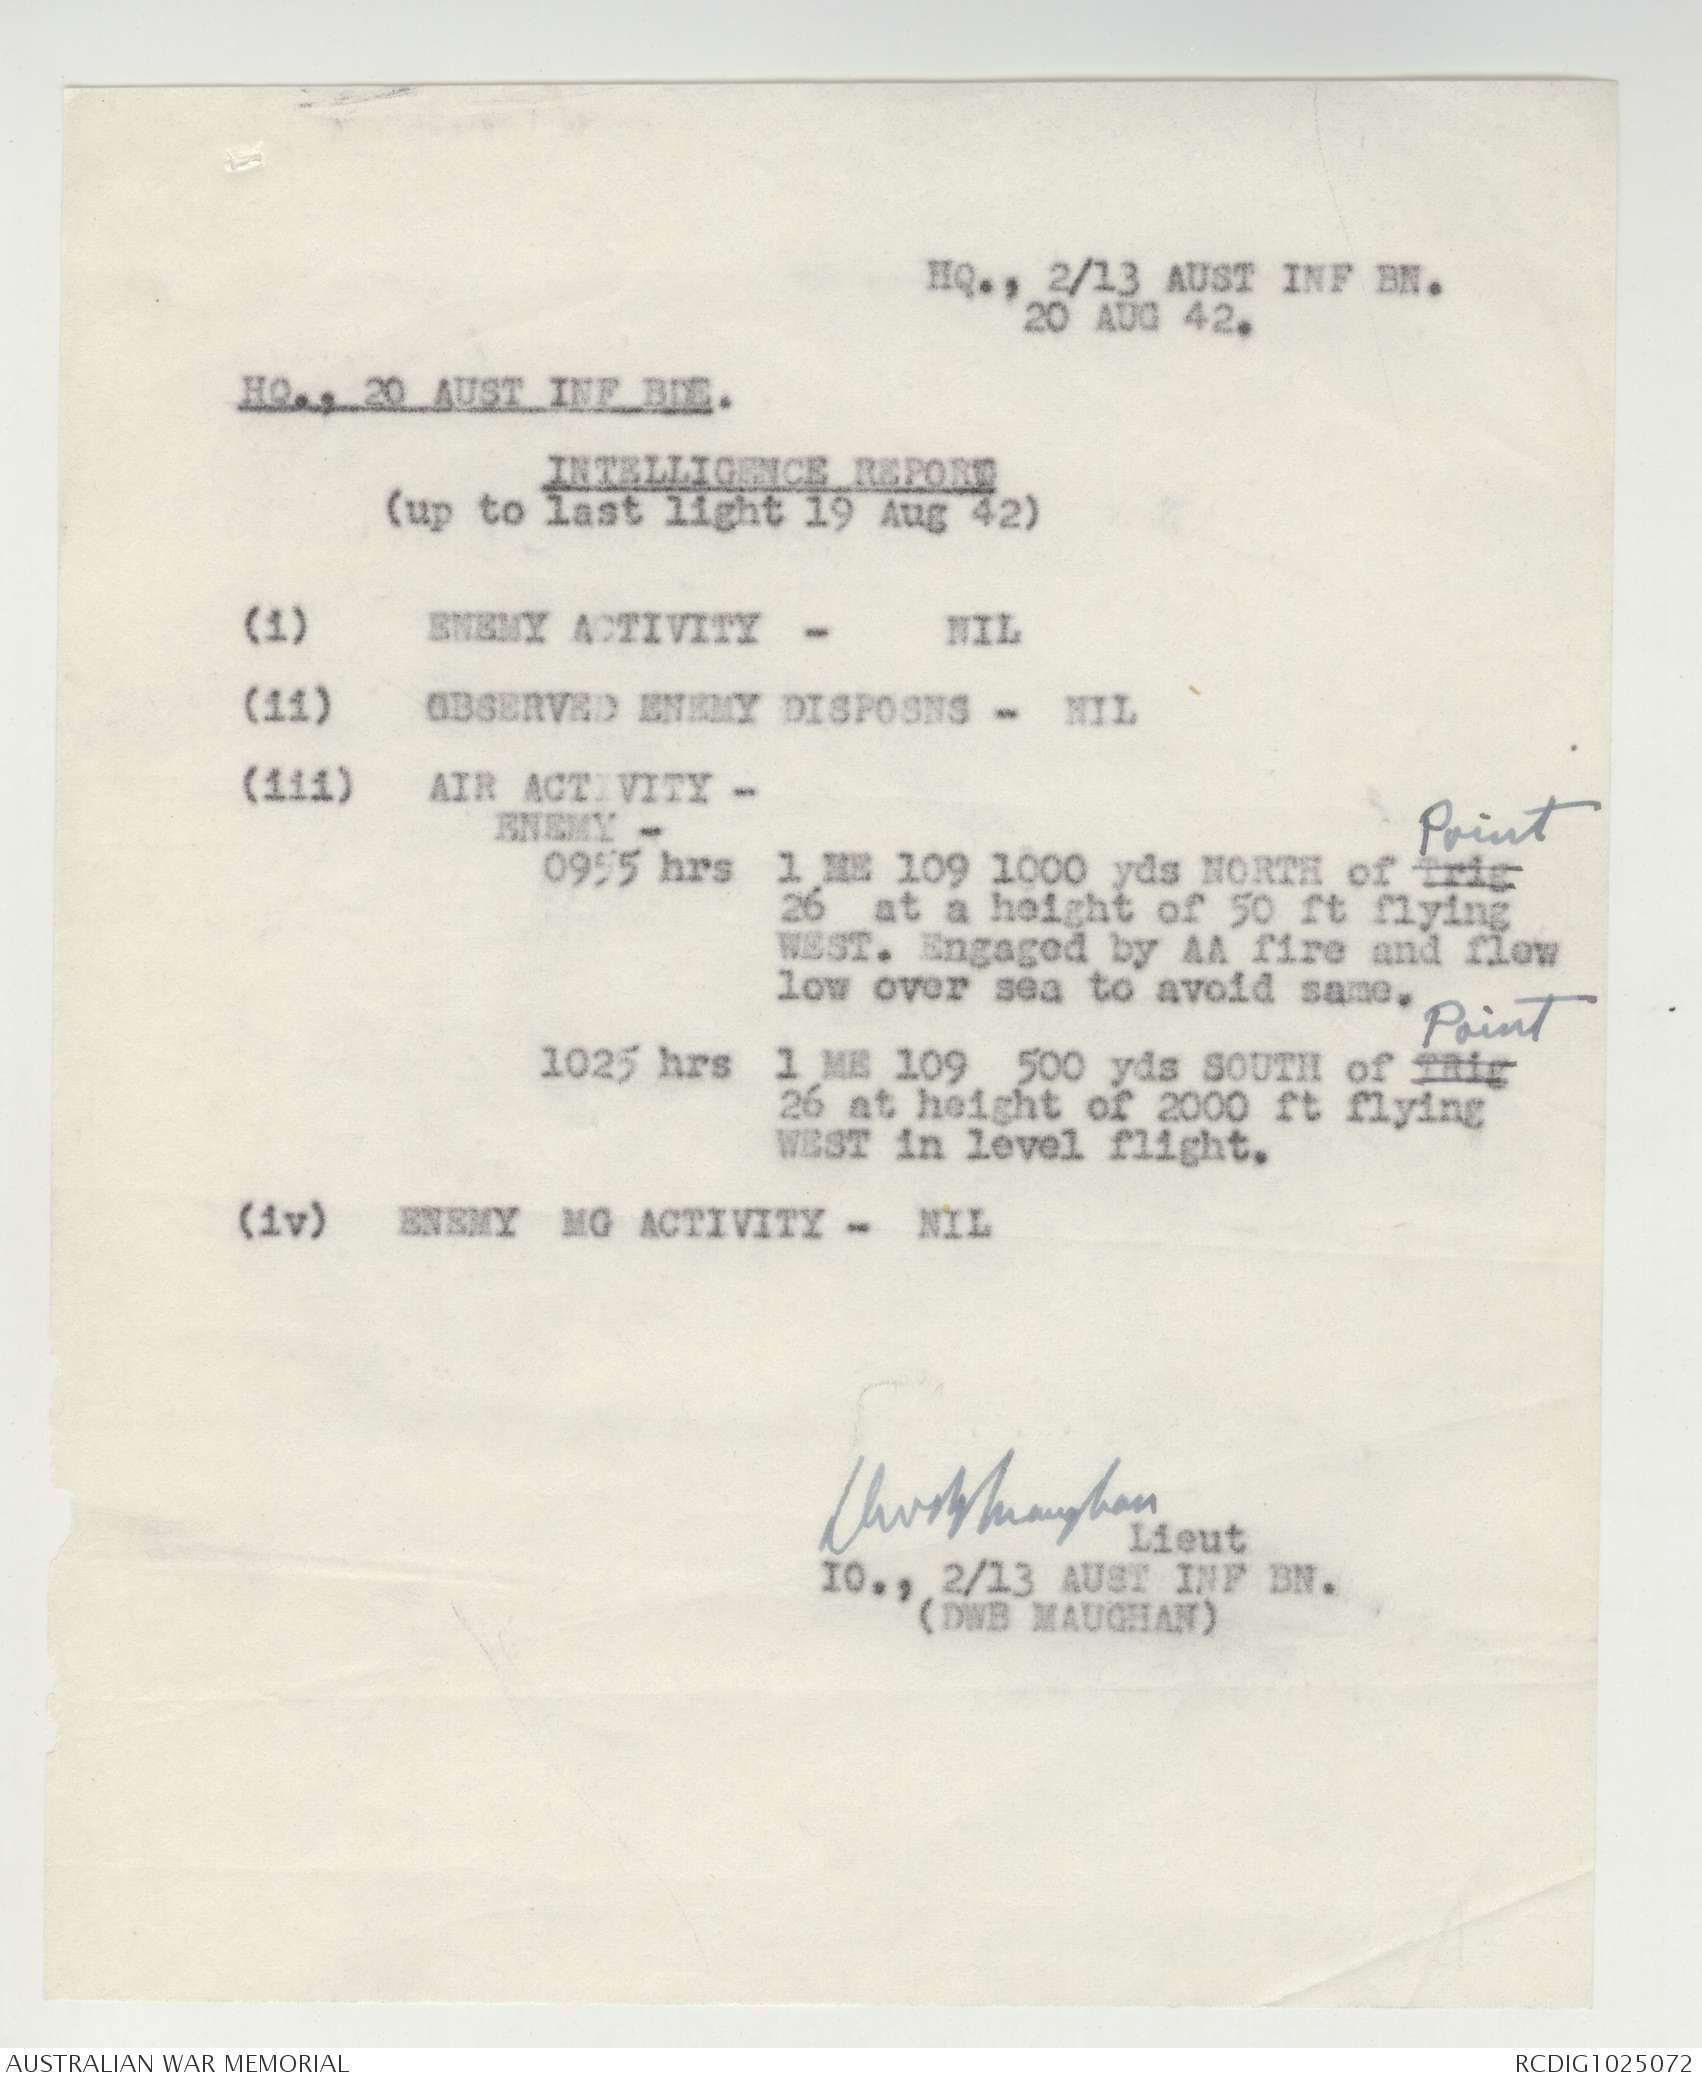 HQ., 2/13 AUST INF BN.
20 AUG 42.
HQ., 20 AUST INF BDE.
INTELLIGENCE REPORT
(up to last light 19 Aug 42)
(i) ENEMY ACTIVITY - NIL
(ii) OBSERVED ENEMY DISPOSNS - NIL
(iii) AIR ACTIVITY -
ENEMY -
Point
0955 hrs 1 ME 109 1000 yds NORTH of Trig
26 at a height of 50 ft flying
WEST. Engaged by AA fire and flew
low over sea to avoid same.
Point
1025 hrs 1 ME 109 500 yds SOUTH of TRig
26 at height of 2000 ft flying
WEST in level flight.
(iv) ENEMY MG ACTIVITY - NIL
Maughan
Lieut
IO., 2/13 AUST INF BN.
(DWB MAUGHAN)
AUSTRALIAN WAR MEMORIAL
RCDIG1025072